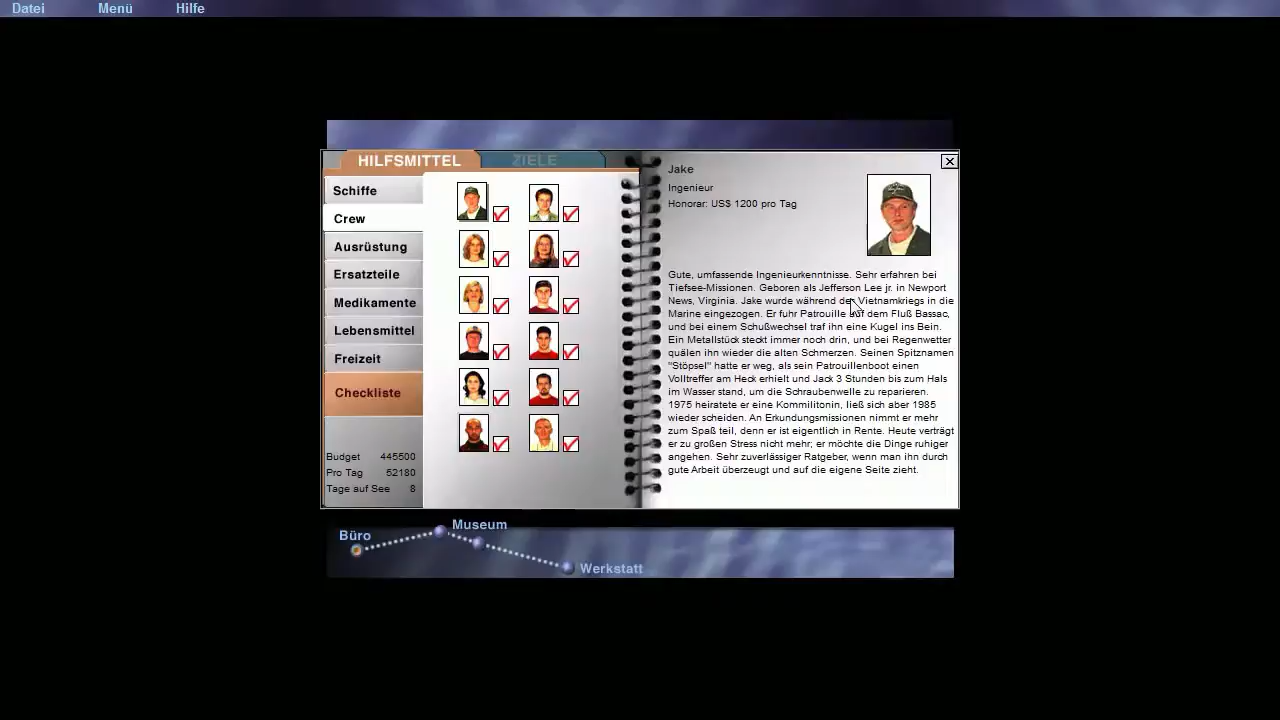 Datei Menü Hilfe
HILFSMITTEL ZIELE
Schiffe
Crew
Ausrüstung
Ersatzteile
Medikamente
Lebensmittel
Freizeit
Checkliste
Budget 445500
Pro Tag 52180
Tage auf See 8
Jake
Ingenieur
Honorar: US$ 1200 pro Tag
Gute, umfassende Ingenieurkenntnisse. Sehr erfahren bei
Tiefsee-Missionen. Geboren als Jefferson Lee jr. in Newport
News, Virginia. Jake wurde während des Vietnamkriegs in die
Marine eingezogen. Er fuhr Patrouille auf dem Fluß Bassac,
und bei einem Schußwechsel traf ihn eine Kugel ins Bein.
Ein Metallstück steckt immer noch drin, und bei Regenwetter
quälen ihn wieder die alten Schmerzen. Seinen Spitznamen
"Stöpsel" hatte er weg, als sein Patrouillenboot einen
Volltreffer am Heck erhielt und Jack 3 Stunden bis zum Hals
im Wasser stand, um die Schraubenwelle zu reparieren.
1975 heiratete er eine Kommilitonin, ließ sich aber 1985
wieder scheiden. An Erkundungsmissionen nimmt er mehr
zum Spaß teil, denn er ist eigentlich in Rente. Heute verträgt
er zu großen Stress nicht mehr; er möchte die Dinge ruhiger
angehen. Sehr zuverlässiger Ratgeber, wenn man ihn durch
gute Arbeit überzeugt und auf die eigene Seite zieht.
Büro
Museum
Werkstatt